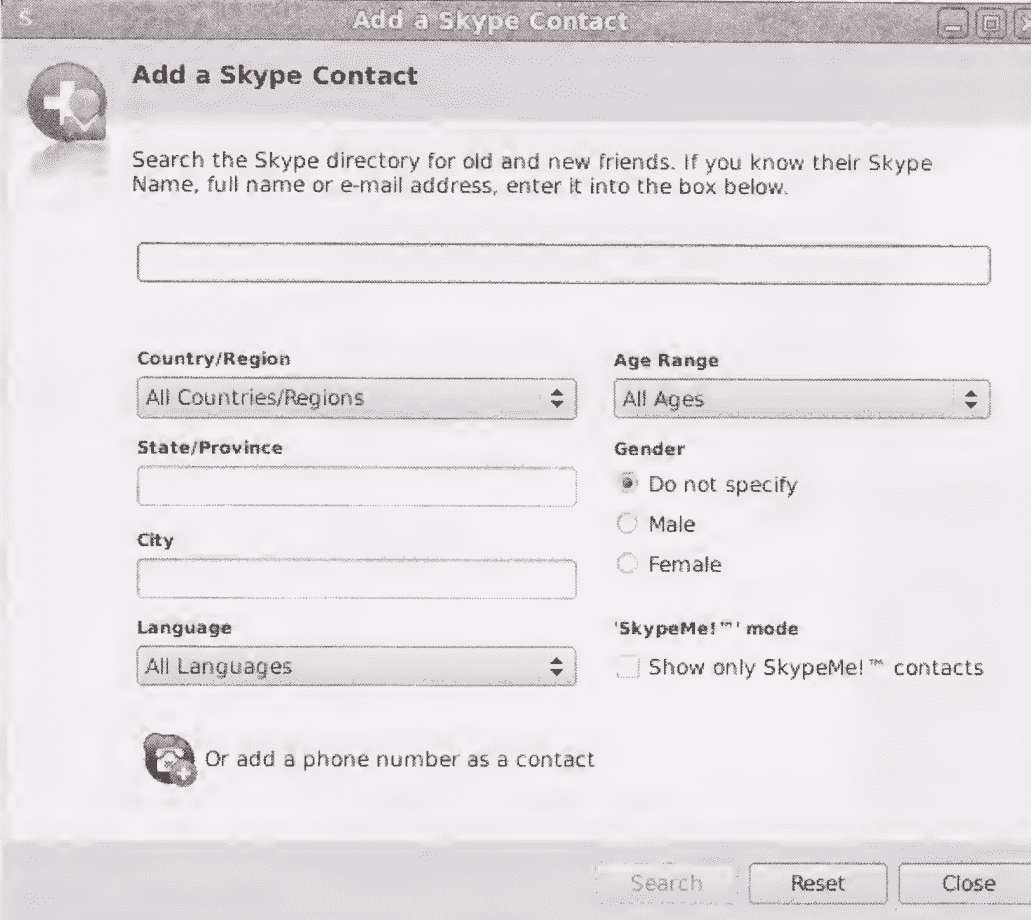 S Add a Skype Contact
Add a Skype Contact
Search the Skype directory for old and new friends. If you know their Skype
Name, full name or e-mail address, enter it into the box below.
Country/Region
All Countries/Regions
State/Province
City
Language
All Languages
Age Range
All Ages
Gender
Do not specify
Male
Female
'SkypeMe!™' mode
Show only SkypeMe!™ contacts
Or add a phone number as a contact
Search Reset Close